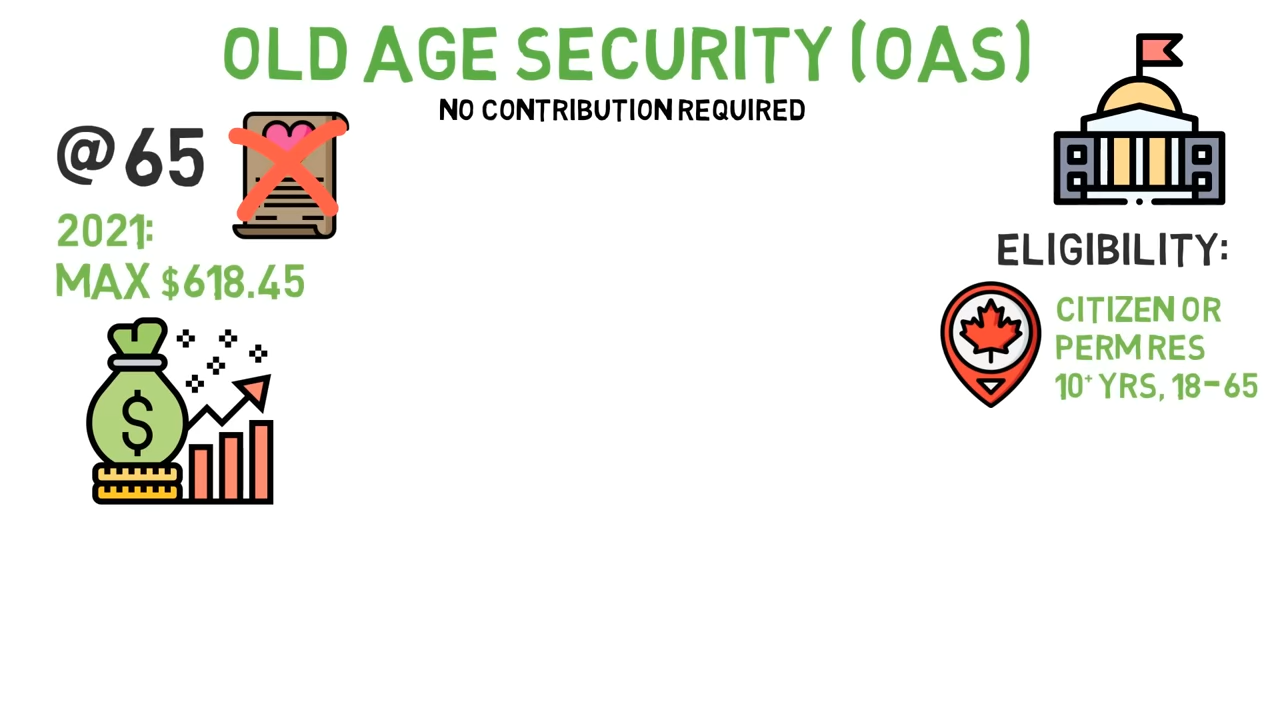 OLD AGE SECURITY (OAS)
NO CONTRIBUTION REQUIRED
@65
2021:
MAX $618.45
$
ELIGIBILITY:
CITIZEN OR
PERM RES
10+ YRS, 18-65